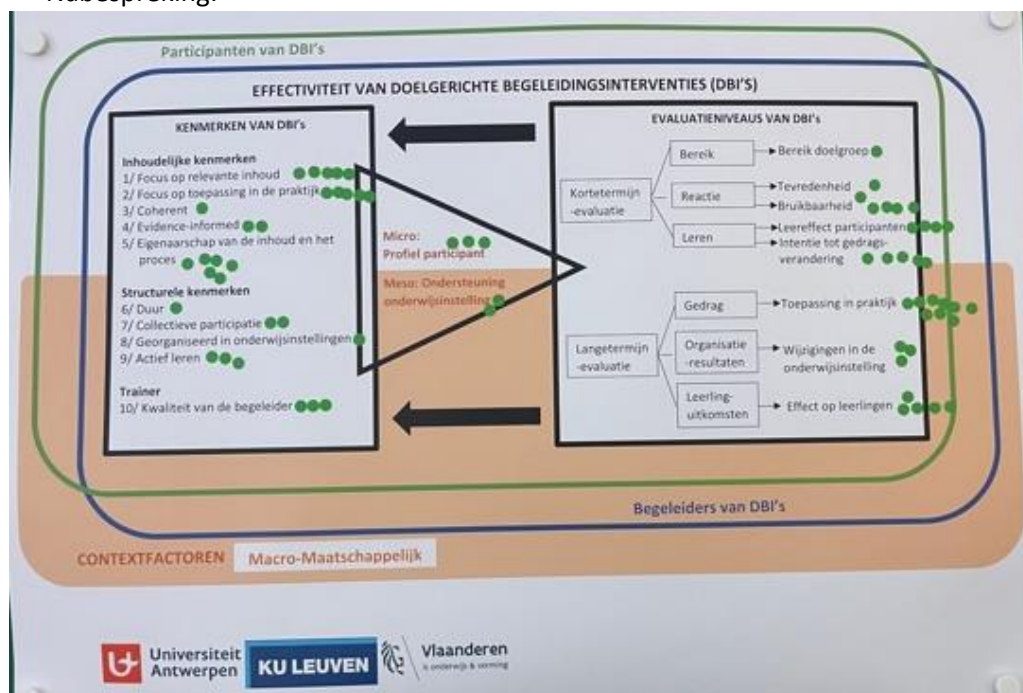 Nabespreking:
Participanten van DBI's
EFFECTIVITEIT VAN DOELGERICHTE BEGELEIDINGSINTERVENTIES (DBI'S)
KENMERKEN VAN DBI's
Inhoudelijke kenmerken
1/ Focus op relevante inhoud
2/ Focus op toepassing in de praktijk
3/ Coherent
4/ Evidence-informed
5/ Eigenaarschap van de inhoud en het
proces
Structurele kenmerken
6/ Duur
7/ Collectieve participatie
8/ Georganiseerd in onderwijsinstellingen
9/ Actief leren
Trainer
10/ Kwaliteit van de begeleider
Micro:
Profiel participant
Meso: Ondersteuning
onderwijsinstelling
EVALUATIENIVEAUS VAN DBI's
Kortetermijn
-evaluatie
Bereik
Bereik doelgroep
Reactie
Tevredenheid
Bruikbaarheid
Leren
Leereffect participanten
Intentie tot gedrags-
verandering
Langetermijn
-evaluatie
Gedrag
Toepassing in praktijk
Organisatie
-resultaten
Wijzigingen in de
onderwijsinstelling
Leerling-
uitkomsten
Effect op leerlingen
Begeleiders van DBI's
CONTEXTFACTOREN
Macro-Maatschappelijk
Universiteit
Antwerpen
KU LEUVEN
Vlaanderen
is onderwijs & vorming